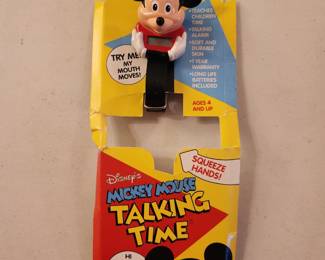 •TEACHES
CHILDREN
TIME
•TALKING
ALARM
•SOFT AND
DURABLE
SKIN
•1 YEAR
WARRANTY
•LONG LIFE
BATTERIES
INCLUDED
TRY ME!
MY
MOUTH
MOVES!
AGES 4
AND UP
SQUEEZE
HANDS!
DISNEY'S
MICKEY MOUSE
TALKING
TIME
HI